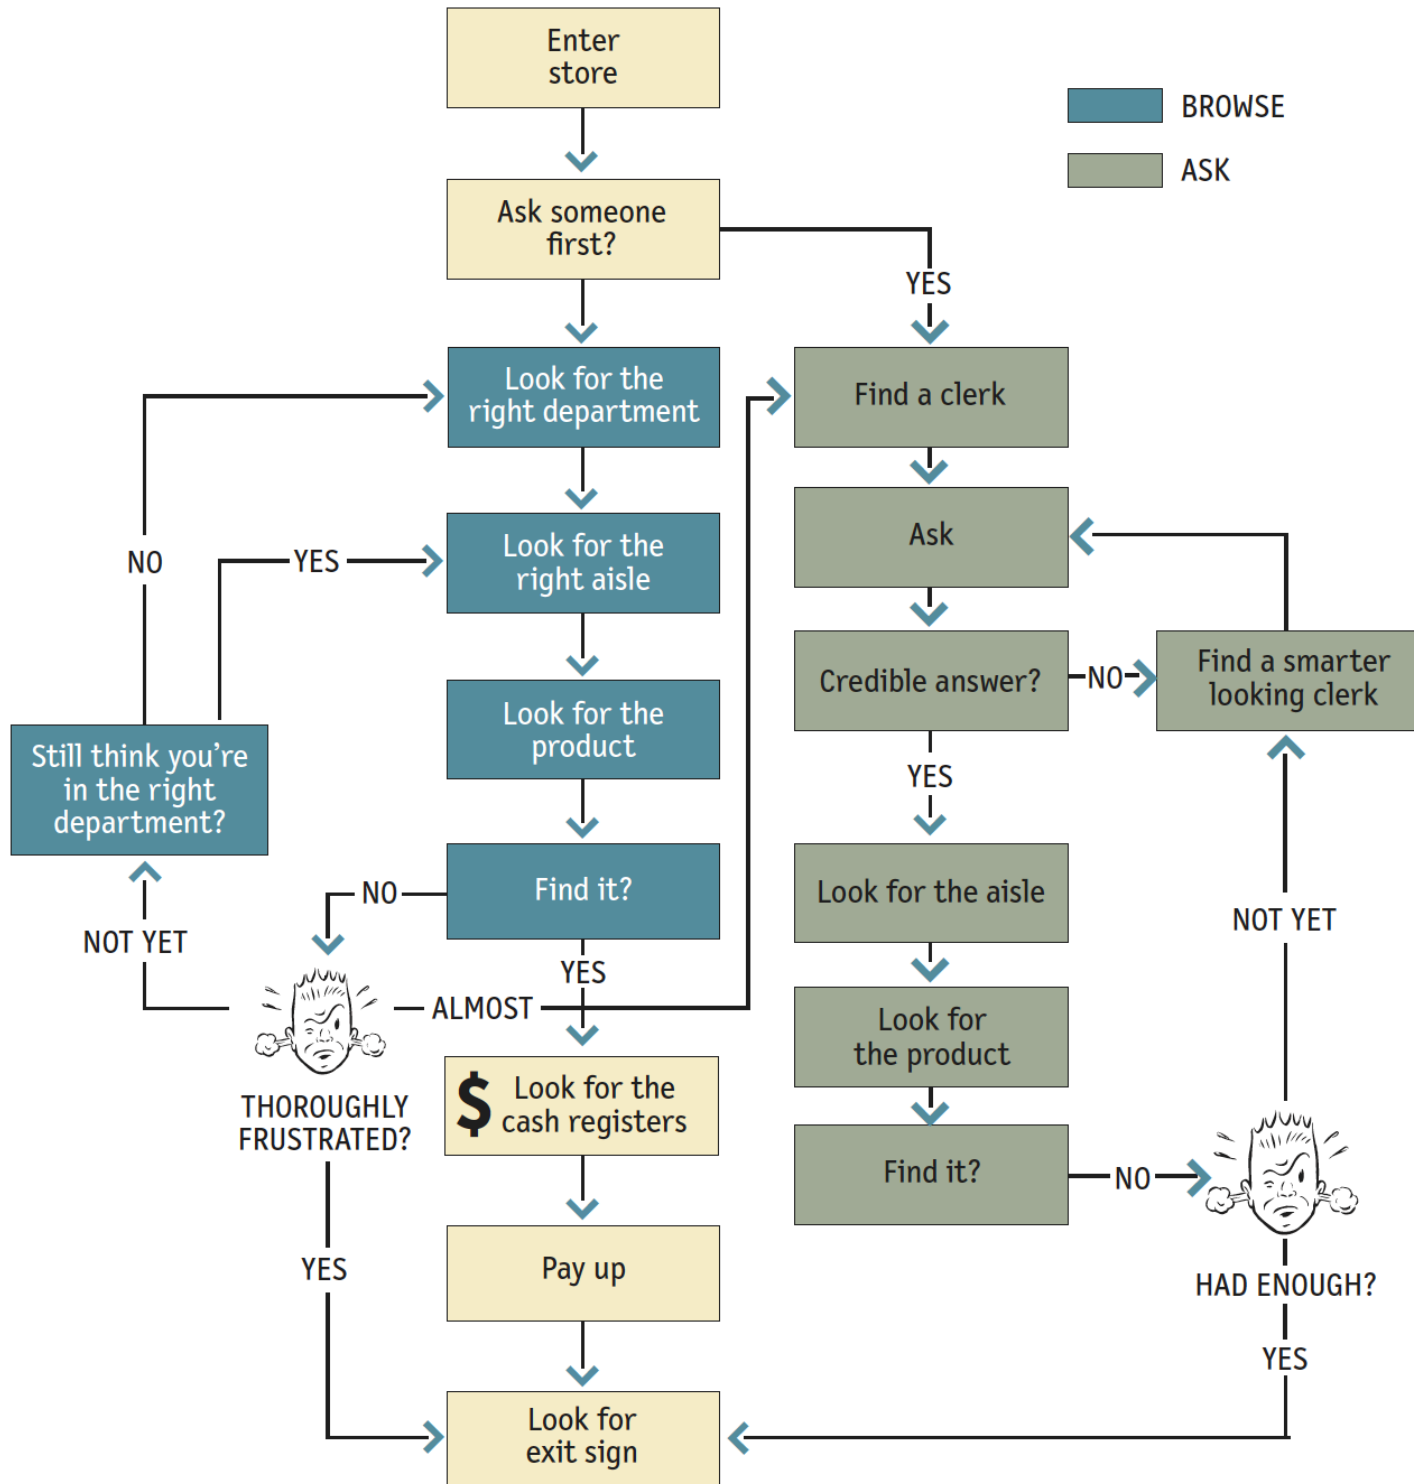 Enter
store
BROWSE
ASK
Ask someone
first?
YES
Look for the
right department
Find a clerk
Ask
NO
YES
Look for the
right aisle
Credible answer?
NO
Find a smarter
looking clerk
Look for the
product
Still think you’re
in the right
department?
YES
Find it?
NO
Look for the aisle
NOT YET
NOT YET
YES
ALMOST
Look for
the product
THOROUGHLY
FRUSTRATED?
$ Look for the
cash registers
Find it?
NO
YES
Pay up
HAD ENOUGH?
YES
Look for
exit sign